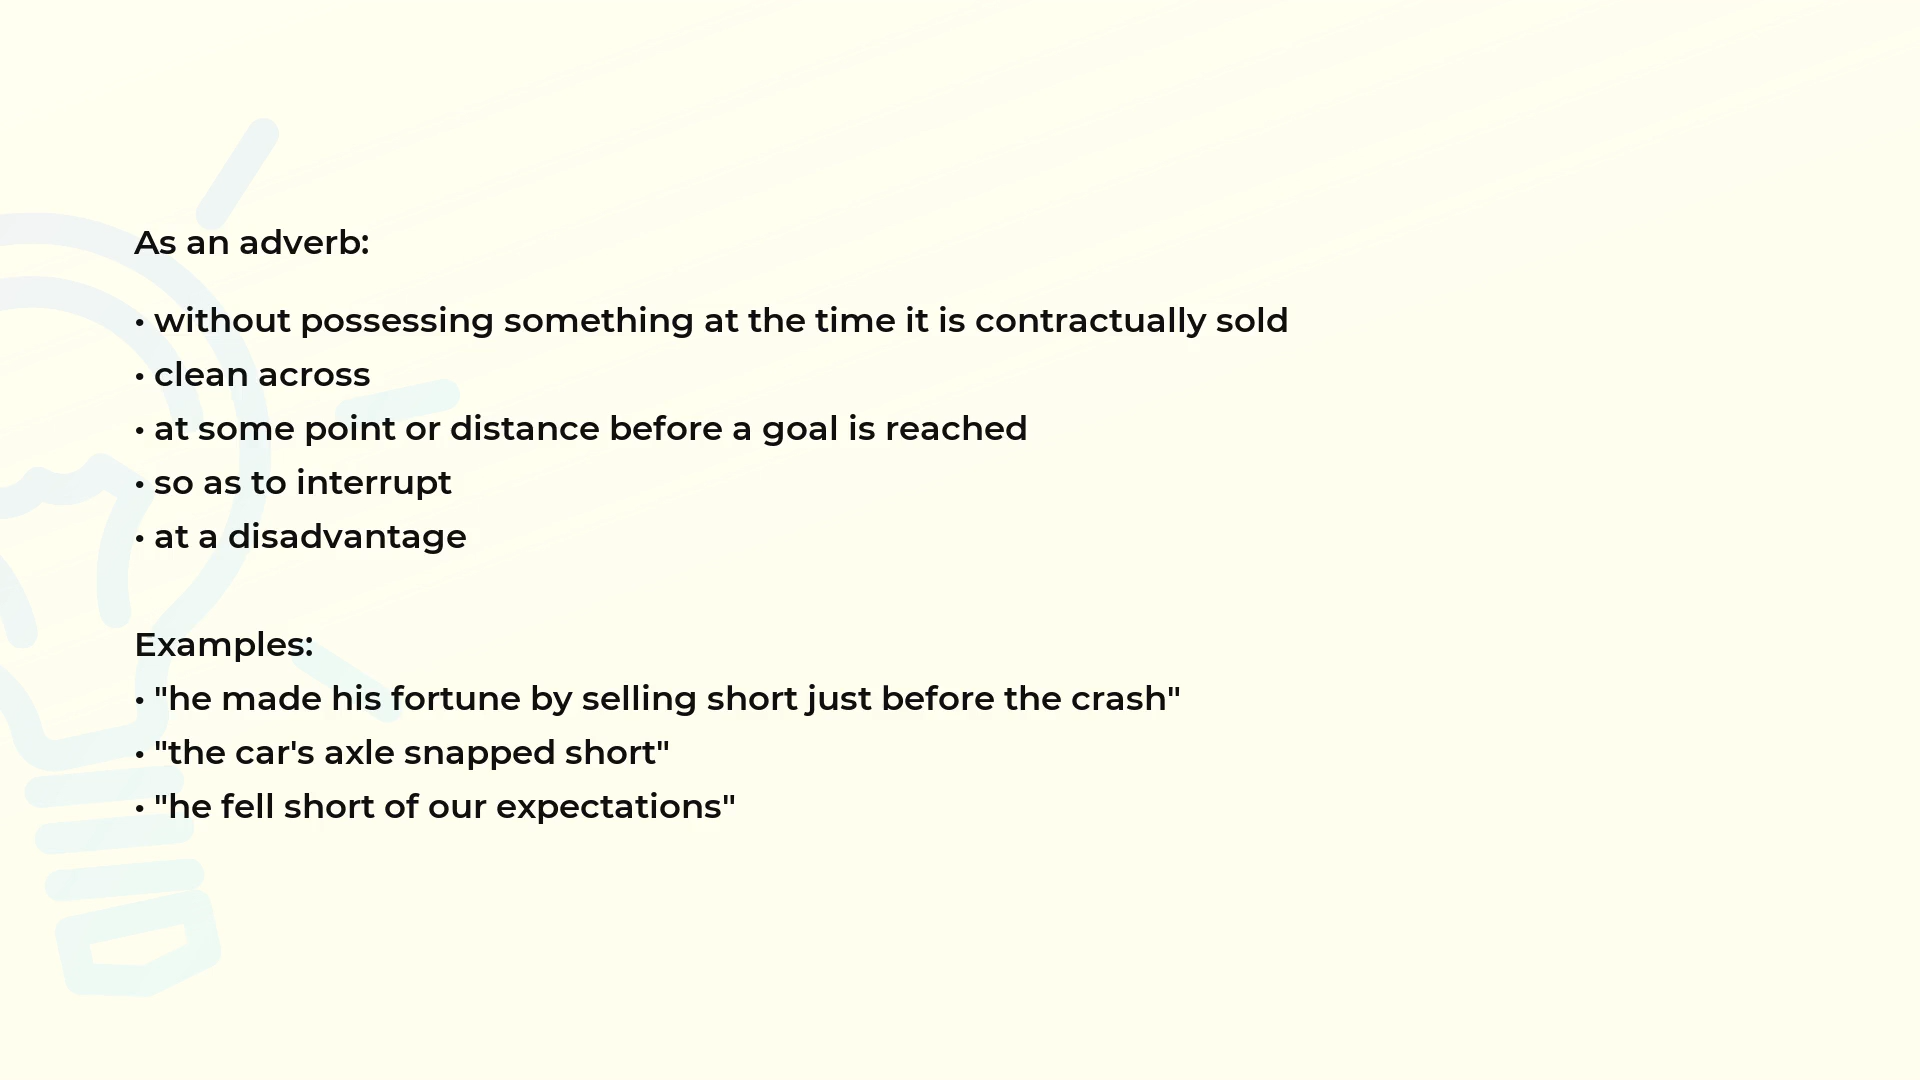 As an adverb:
• without possessing something at the time it is contractually sold
• clean across
• at some point or distance before a goal is reached
• so as to interrupt
• at a disadvantage
Examples:
• "he made his fortune by selling short just before the crash"
• "the car's axle snapped short"
• "he fell short of our expectations"